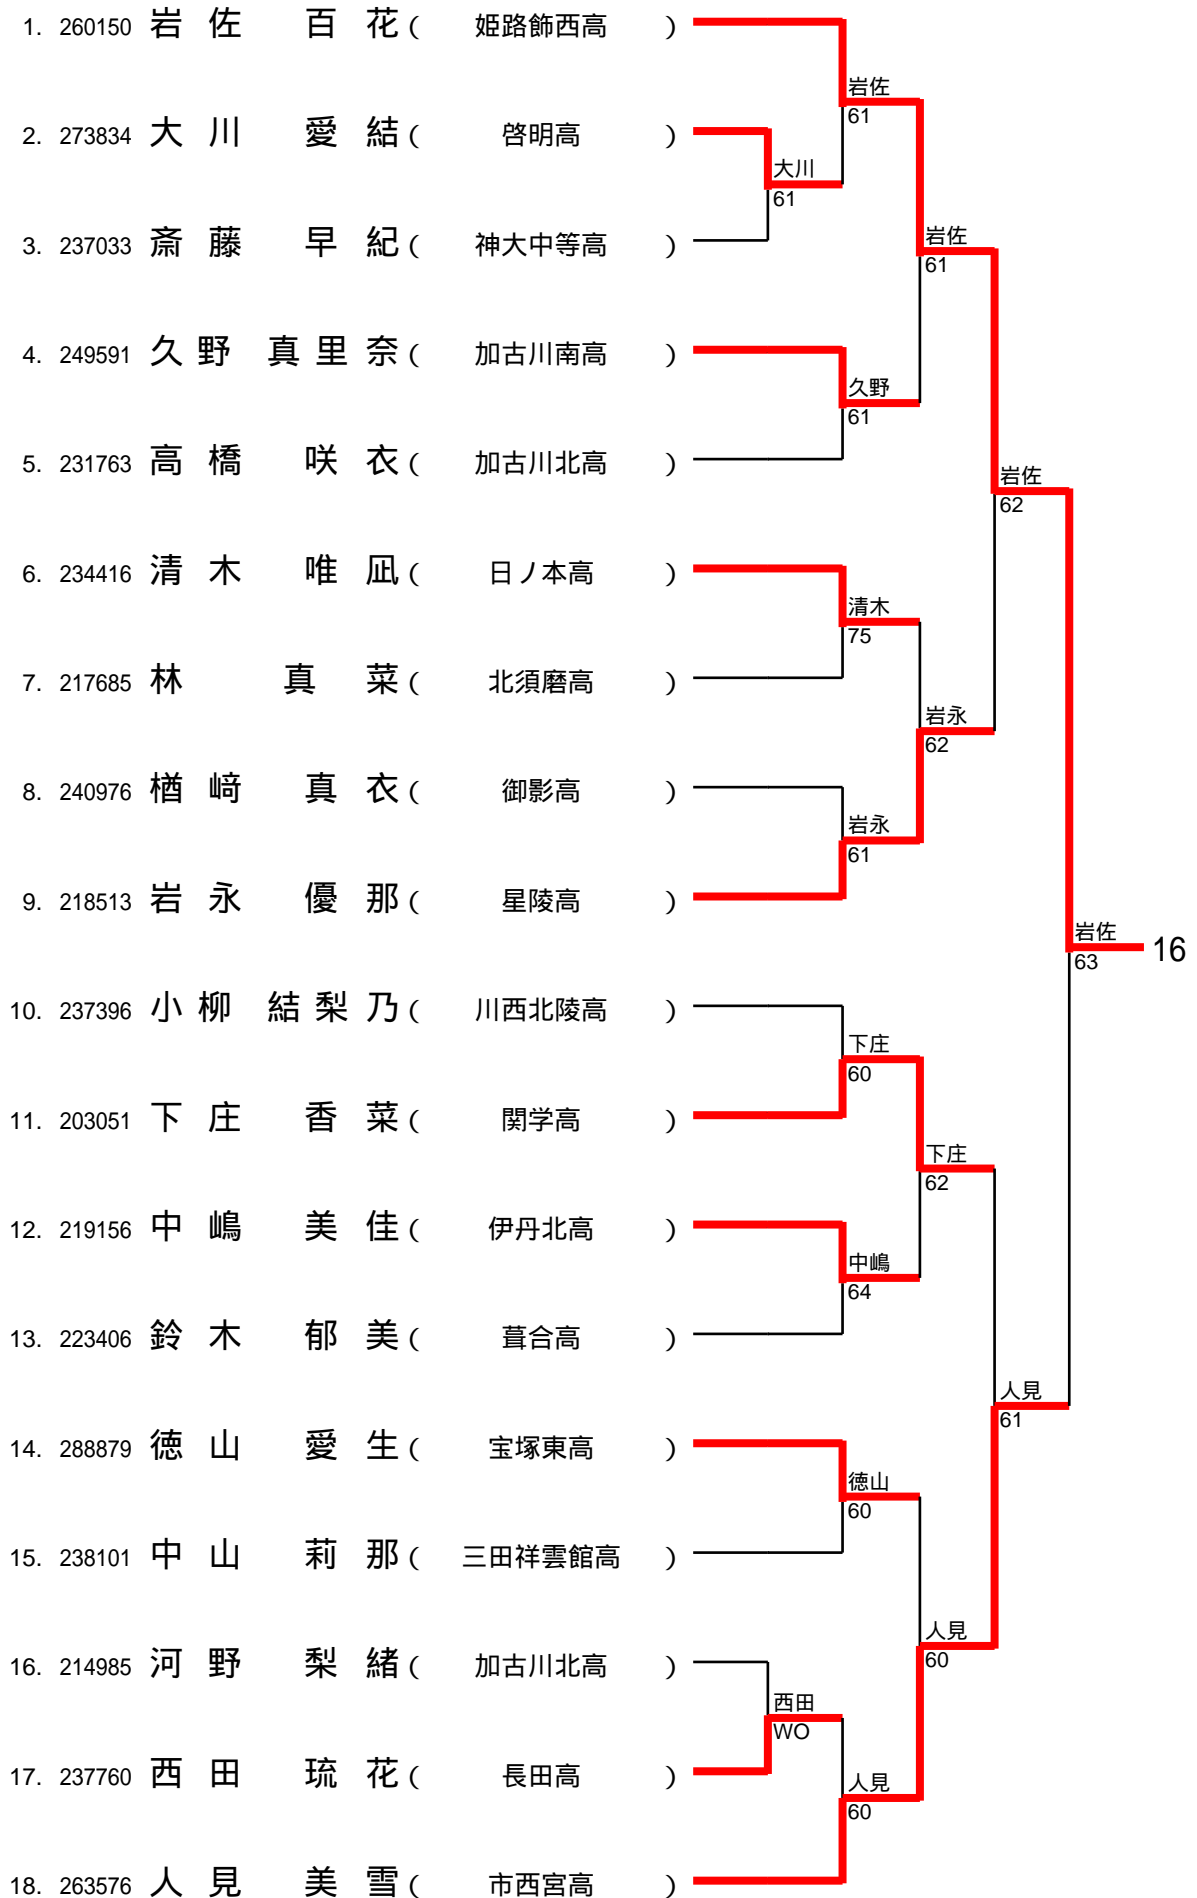 1. 260150 岩佐 百花( 姫路飾西高 )
岩佐
61
2. 273834 大川 愛結( 啓明高 )
大川
61
3. 237033 斎藤 早紀( 神大中等高 )
岩佐
61
4. 249591 久野 真里奈( 加古川南高 )
久野
61
5. 231763 高橋 咲衣( 加古川北高 )
岩佐
62
6. 234416 清木 唯凪( 日ノ本高 )
清木
75
7. 217685 林 真菜( 北須磨高 )
岩永
62
8. 240976 楢﨑 真衣( 御影高 )
岩永
61
9. 218513 岩永 優那( 星陵高 )
岩佐
63
16
10. 237396 小柳 結梨乃( 川西北陵高 )
下庄
60
11. 203051 下庄 香菜( 関学高 )
下庄
62
12. 219156 中嶋 美佳( 伊丹北高 )
中嶋
64
13. 223406 鈴木 郁美( 葺合高 )
人見
61
14. 288879 徳山 愛生( 宝塚東高 )
徳山
60
15. 238101 中山 莉那( 三田祥雲館高 )
人見
60
16. 214985 河野 梨緒( 加古川北高 )
西田
WO
17. 237760 西田 琉花( 長田高 )
人見
60
18. 263576 人見 美雪( 市西宮高 )